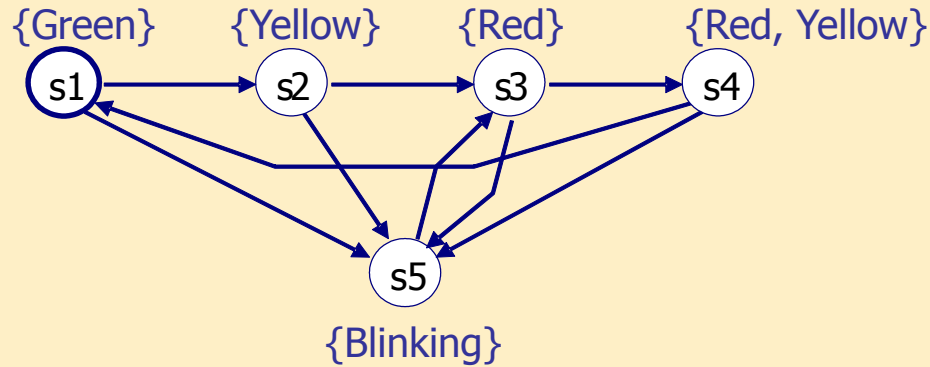 {Green} {Yellow} {Red} {Red, Yellow}
s1 s2 s3 s4
s5
{Blinking}